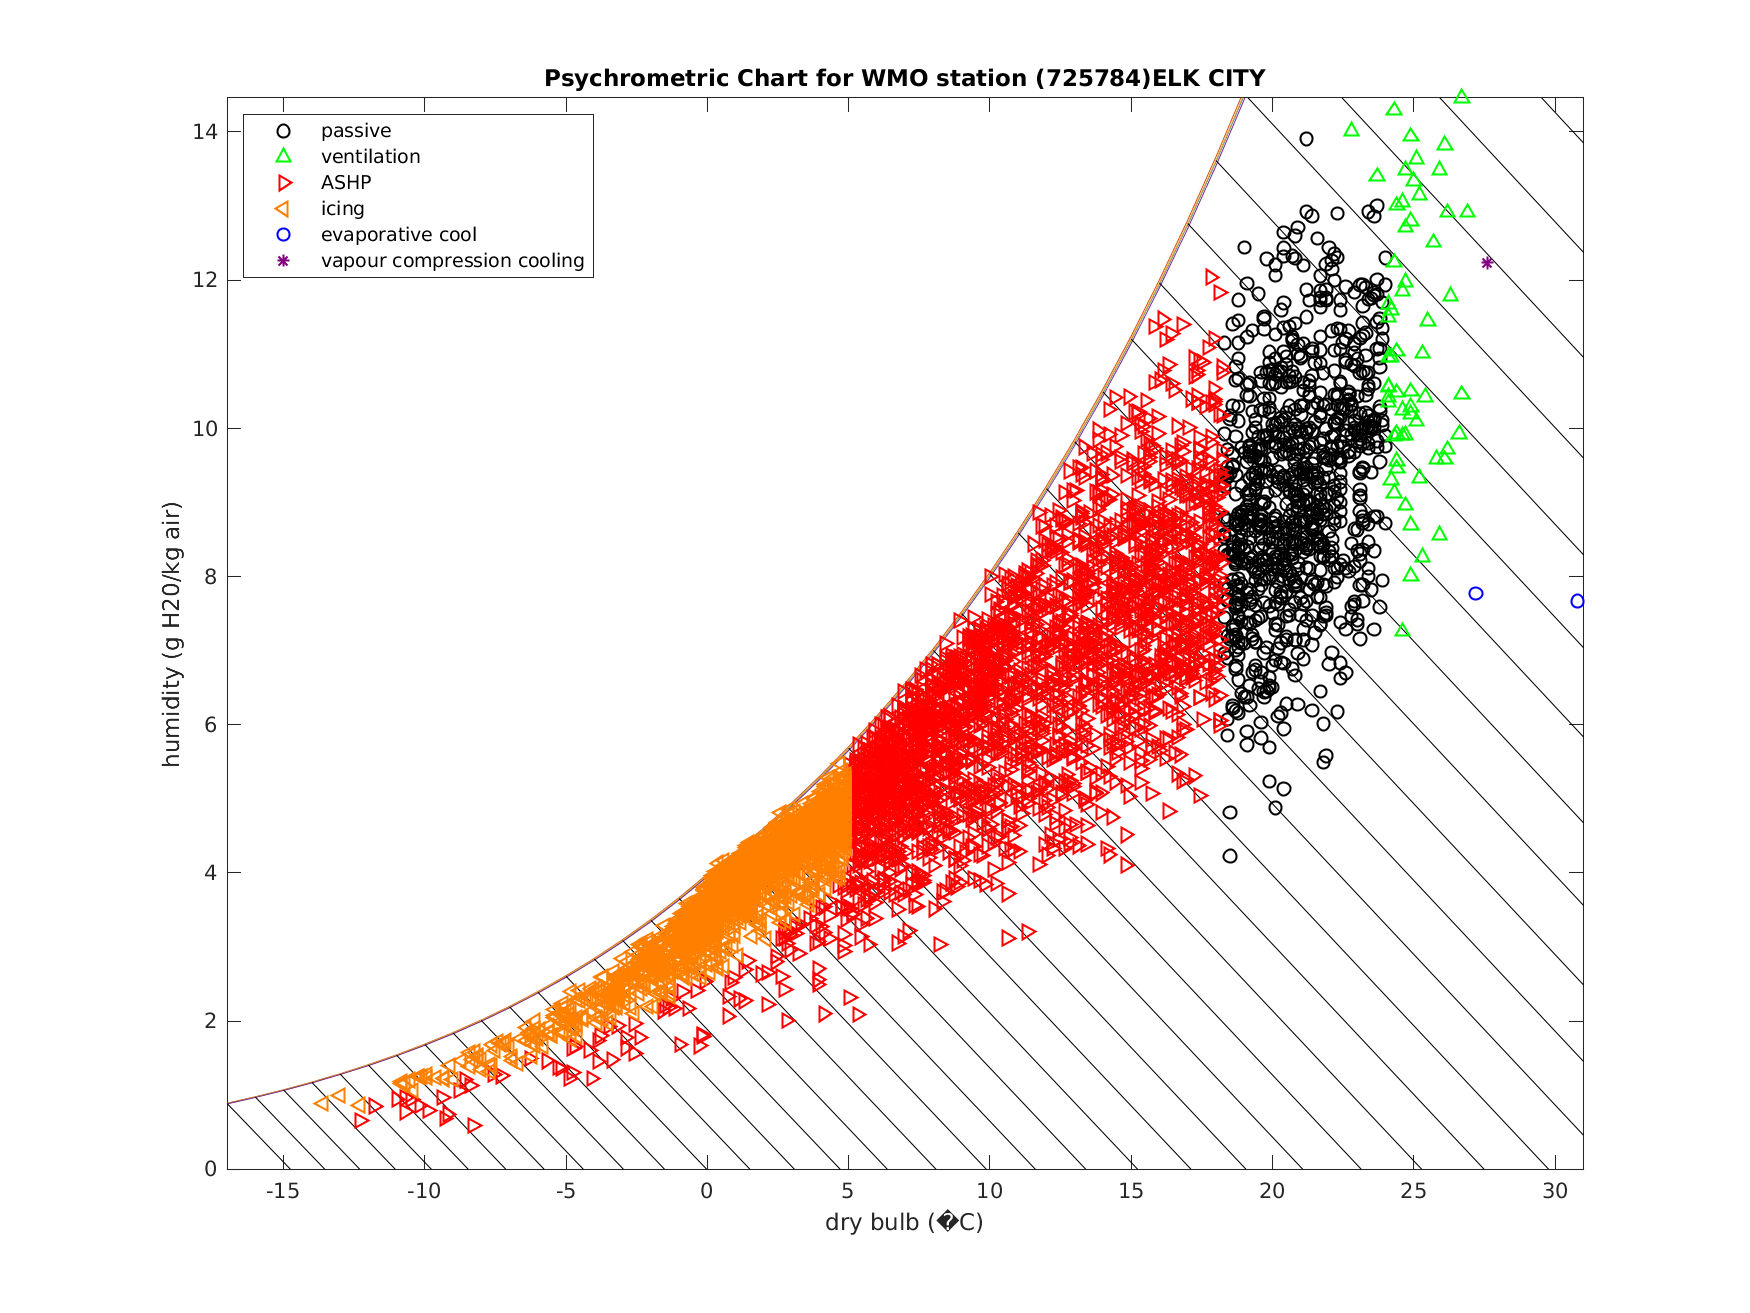 Psychrometric Chart for WMO station (725784)ELK CITY
passive
ventilation
ASHP
icing
evaporative cool
vapour compression cooling
humidity (g H20/kg air)
14
12
10
8
6
4
2
0
-15 -10 -5 0 5 10 15 20 25 30
dry bulb (�C)